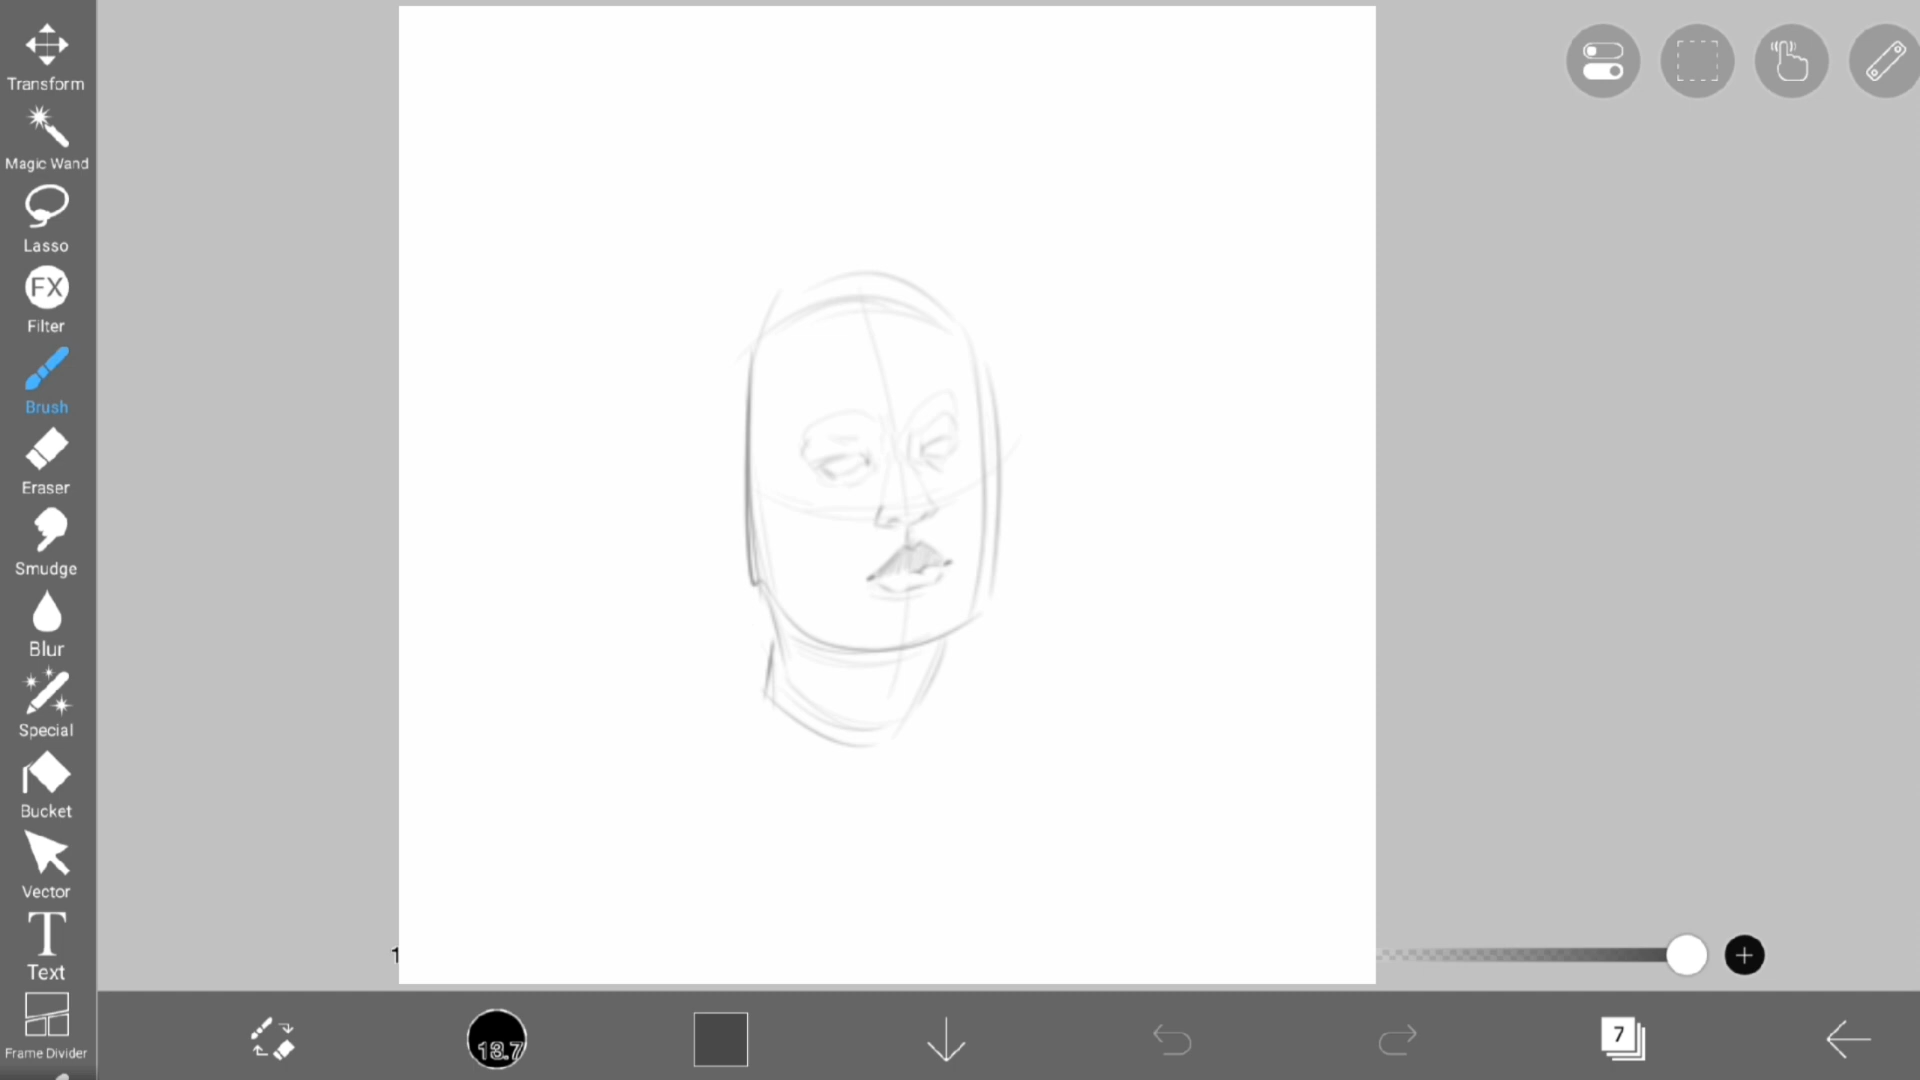 Transform
Magic Wand
Lasso
FX
Filter
Brush
Eraser
Smudge
Blur
Special
Bucket
Vector
T
Text
Frame Divider
1
13.7
7